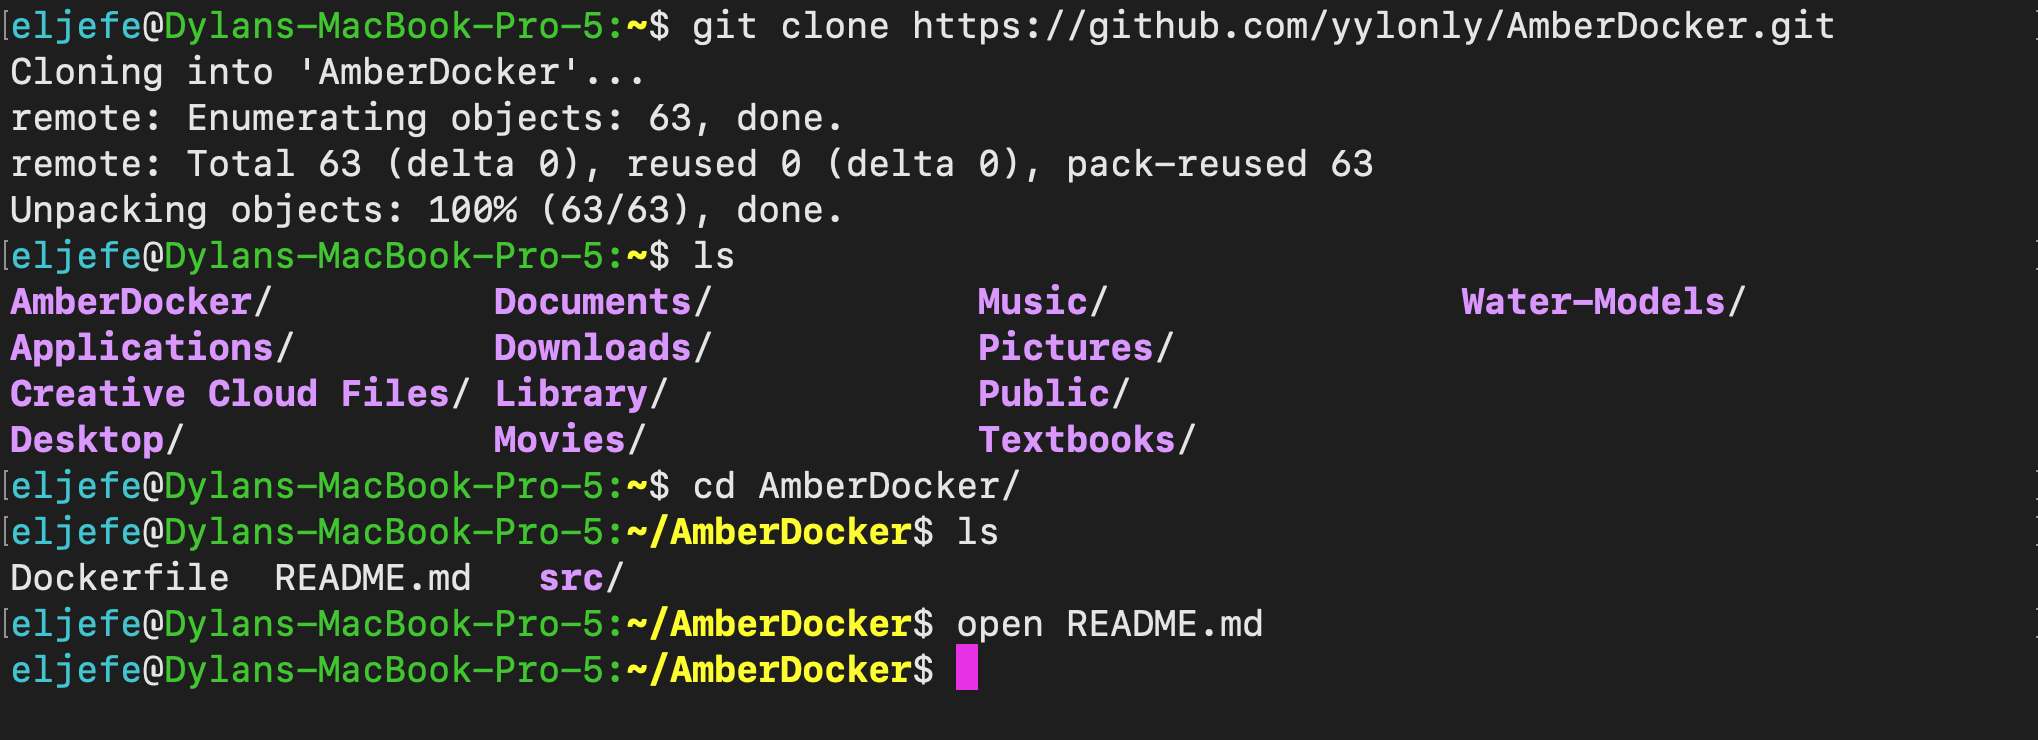 [eljefe@Dylans-MacBook-Pro-5:~$ git clone https://github.com/yylonly/AmberDocker.git
Cloning into 'AmberDocker'...
remote: Enumerating objects: 63, done.
remote: Total 63 (delta 0), reused 0 (delta 0), pack-reused 63
Unpacking objects: 100% (63/63), done.
[eljefe@Dylans-MacBook-Pro-5:~$ ls
AmberDocker/ Documents/ Music/ Water-Models/
Applications/ Downloads/ Pictures/
Creative Cloud Files/ Library/ Public/
Desktop/ Movies/ Textbooks/
[eljefe@Dylans-MacBook-Pro-5:~$ cd AmberDocker/
[eljefe@Dylans-MacBook-Pro-5:~/AmberDocker$ ls
Dockerfile README.md src/
[eljefe@Dylans-MacBook-Pro-5:~/AmberDocker$ open README.md
eljefe@Dylans-MacBook-Pro-5:~/AmberDocker$